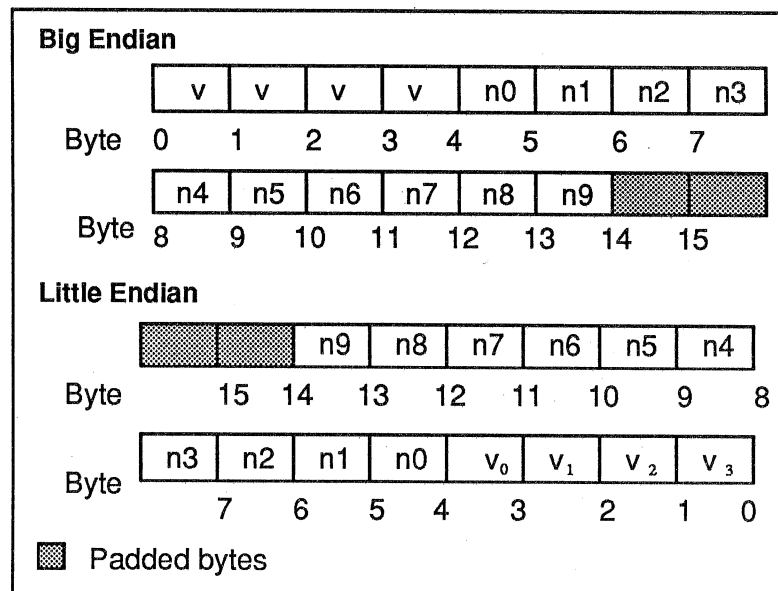 Big Endian
v v v v n0 n1 n2 n3
Byte 0 1 2 3 4 5 6 7
n4 n5 n6 n7 n8 n9
Byte 8 9 10 11 12 13 14 15
Little Endian
n9 n8 n7 n6 n5 n4
Byte 15 14 13 12 11 10 9 8
n3 n2 n1 n0 v₀ v₁ v₂ v₃
Byte 7 6 5 4 3 2 1 0
Padded bytes